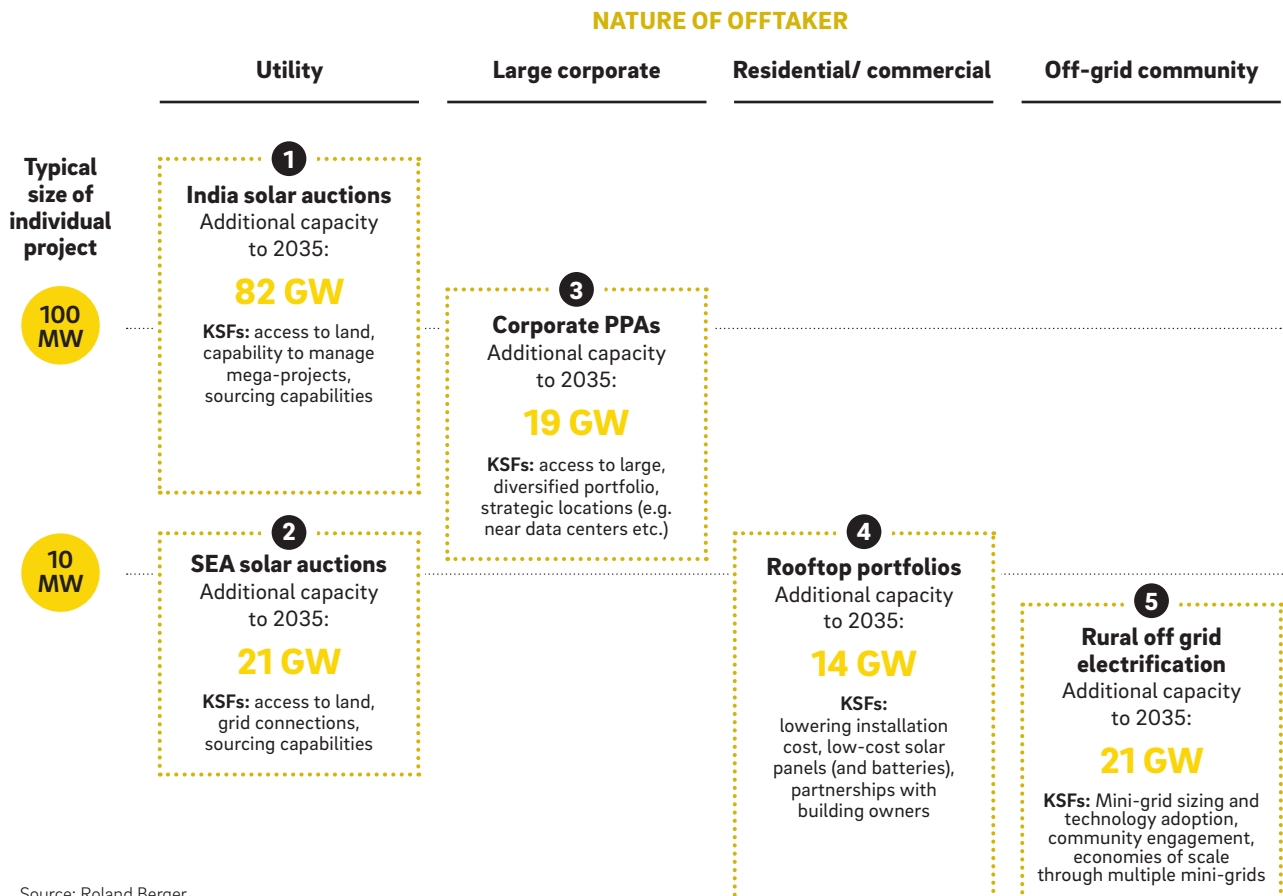 NATURE OF OFFTAKER
Utility
Large corporate
Residential/ commercial
Off-grid community
Typical
size of
individual
project
100
MW
10
MW
1
India solar auctions
Additional capacity
to 2035:
82 GW
KSFs: access to land,
capability to manage
mega-projects,
sourcing capabilities
2
SEA solar auctions
Additional capacity
to 2035:
21 GW
KSFs: access to land,
grid connections,
sourcing capabilities
3
Corporate PPAs
Additional capacity
to 2035:
19 GW
KSFs: access to large,
diversified portfolio,
strategic locations (e.g.
near data centers etc.)
4
Rooftop portfolios
Additional capacity
to 2035:
14 GW
KSFs:
lowering installation
cost, low-cost solar
panels (and batteries),
partnerships with
building owners
5
Rural off grid
electrification
Additional capacity
to 2035:
21 GW
KSFs: Mini-grid sizing and
technology adoption,
community engagement,
economies of scale
through multiple mini-grids
Source: Roland Berger